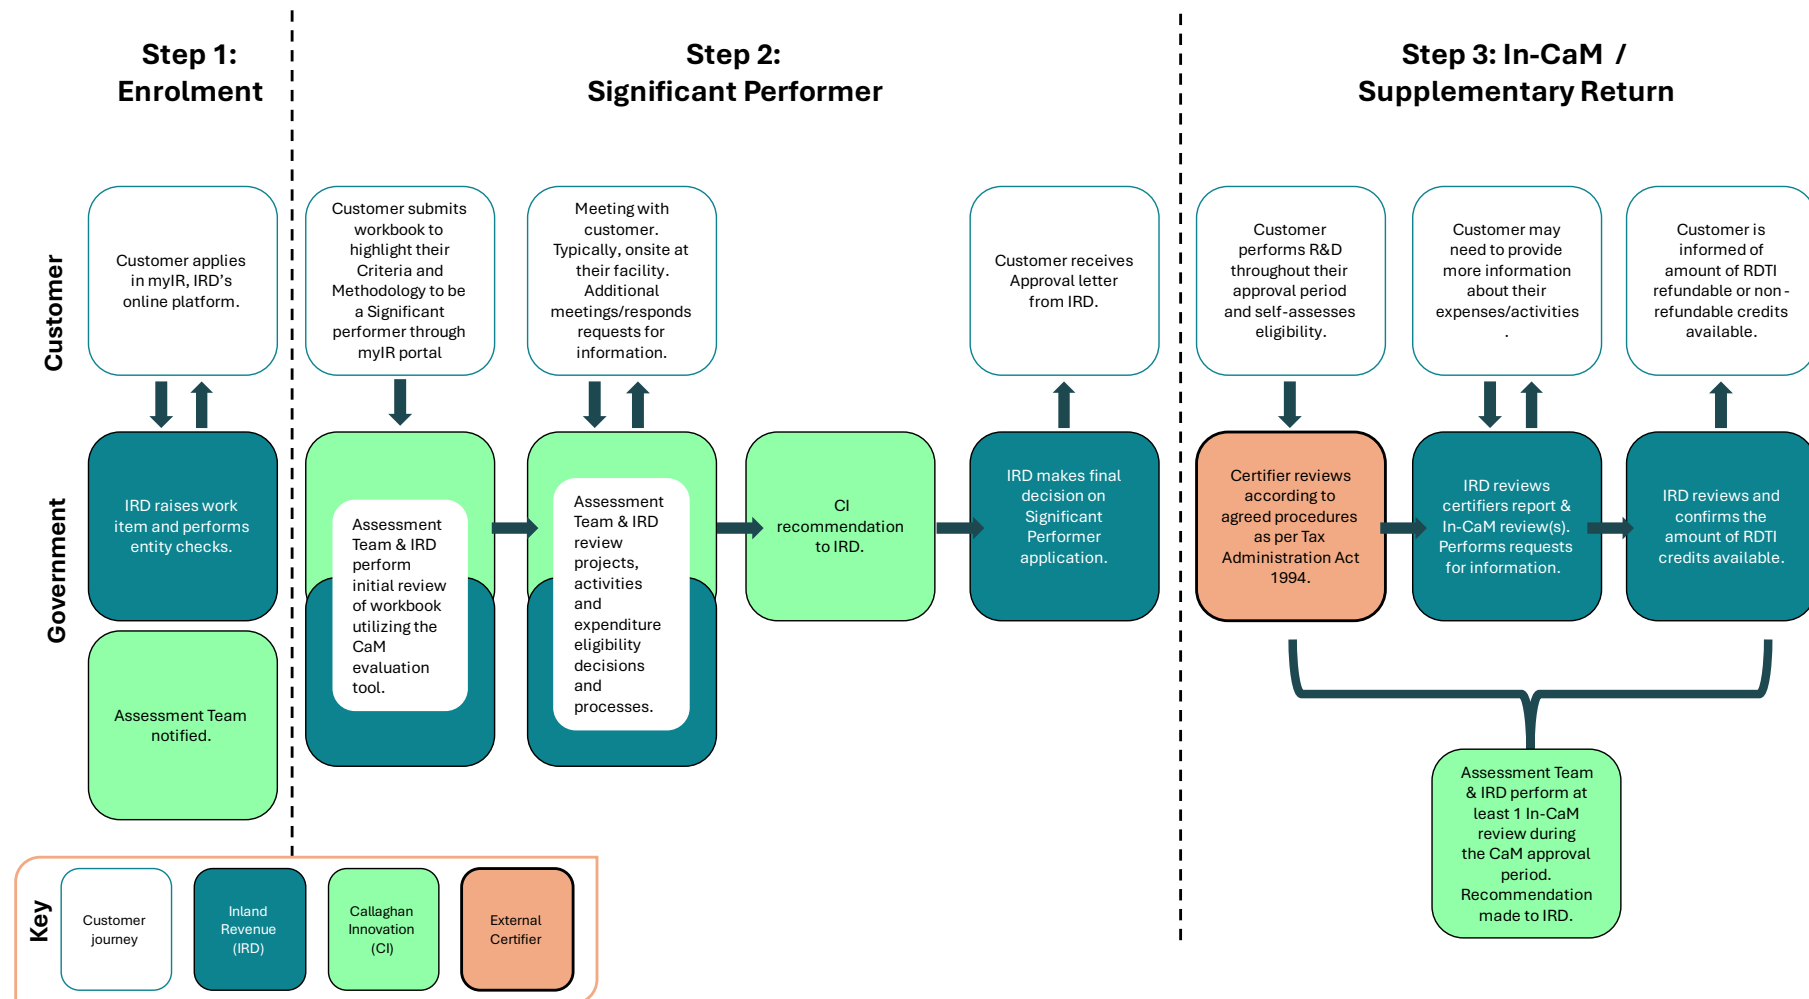 Step 1:
Enrolment
Step 2:
Significant Performer
Step 3: In-CaM /
Supplementary Return
Customer
Customer applies
in myIR, IRD's
online platform.
Customer submits
workbook to
highlight their
Criteria and
Methodology to be
a Significant
performer through
myIR portal
Meeting with
customer.
Typically, onsite at
their facility.
Additional
meetings/responds
requests for
information.
Customer receives
Approval letter
from IRD.
Customer
performs R&D
throughout their
approval period
and self-assesses
eligibility.
Customer may
need to provide
more information
about their
expenses/activities
.
Customer is
informed of
amount of RDTI
refundable or non-
refundable credits
available.
Government
IRD raises work
item and performs
entity checks.
Assessment Team
notified.
Assessment
Team & IRD
perform
initial review
of workbook
utilizing the
CaM
evaluation
tool.
Assessment
Team & IRD
review
projects,
activities
and
expenditure
eligibility
decisions
and
processes.
CI
recommendation
to IRD.
IRD makes final
decision on
Significant
Performer
application.
Certifier reviews
according to
agreed procedures
as per Tax
Administration Act
1994.
IRD reviews
certifiers report &
In-CaM review(s).
Performs requests
for information.
IRD reviews and
confirms the
amount of RDTI
credits available.
Assessment Team
& IRD perform at
least 1 In-CaM
review during
the CaM approval
period.
Recommendation
made to IRD.
Key
Customer
journey
Inland
Revenue
(IRD)
Callaghan
Innovation
(CI)
External
Certifier